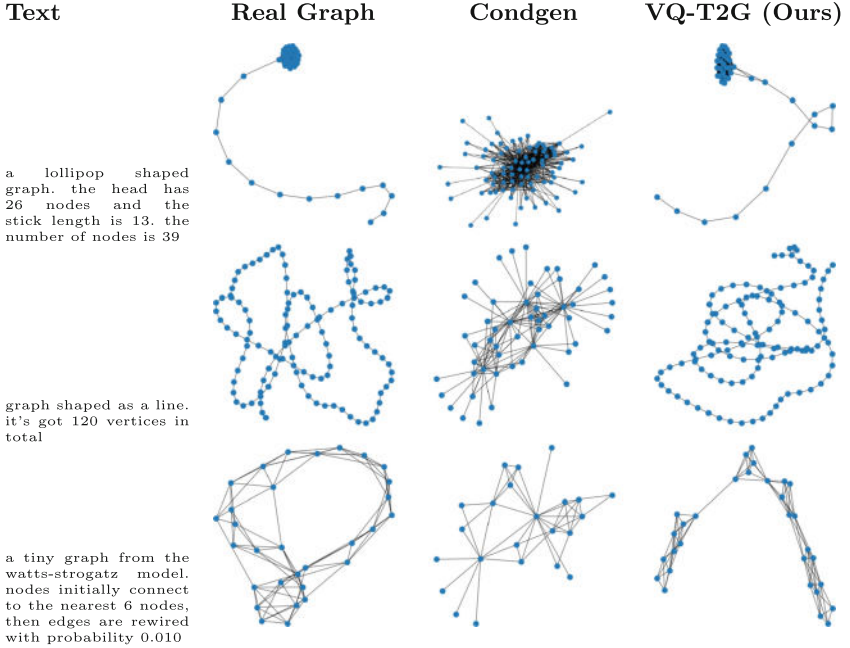 Text Real Graph Condgen VQ-T2G (Ours)
a lollipop shaped
graph. the head has
26 nodes and the
stick length is 13. the
number of nodes is 39
graph shaped as a line.
it's got 120 vertices in
total
a tiny graph from the
watts-strogatz model.
nodes initially connect
to the nearest 6 nodes,
then edges are rewired
with probability 0.010